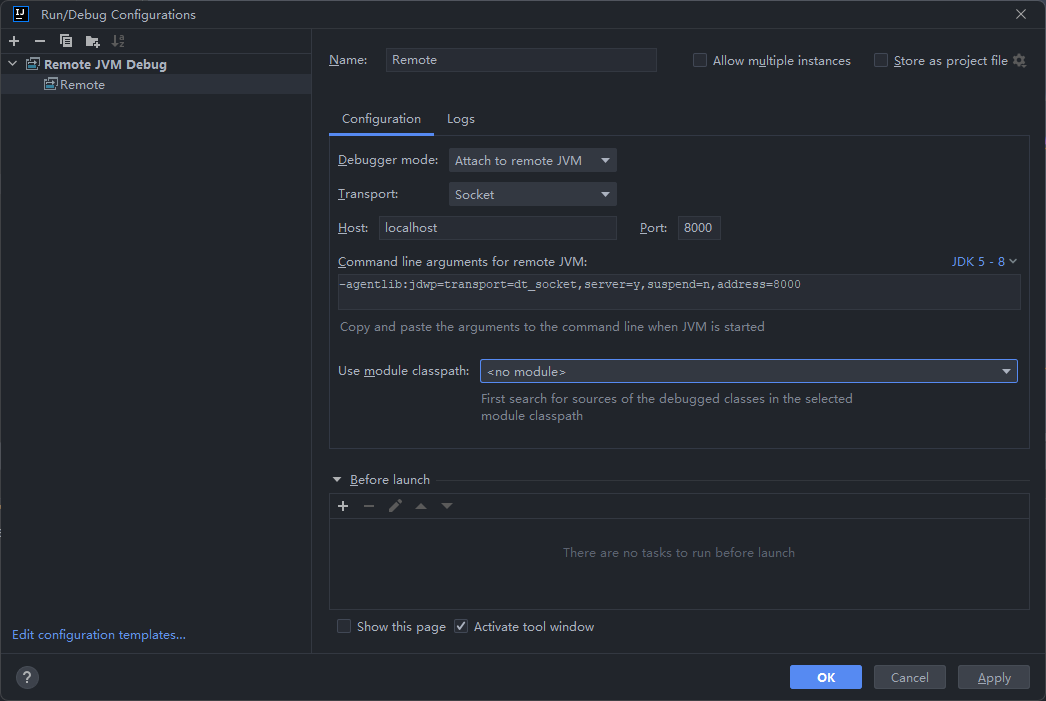 Run/Debug Configurations
Remote JVM Debug
Remote
Name: Remote
Allow multiple instances
Store as project file
Configuration
Logs
Debugger mode: Attach to remote JVM
Transport: Socket
Host: localhost
Port: 8000
Command line arguments for remote JVM:
JDK 5 - 8
-agentlib:jdwp=transport=dt_socket,server=y,suspend=n,address=8000
Copy and paste the arguments to the command line when JVM is started
Use module classpath: <no module>
First search for sources of the debugged classes in the selected
module classpath
Before launch
There are no tasks to run before launch
Show this page
Activate tool window
Edit configuration templates...
?
OK
Cancel
Apply